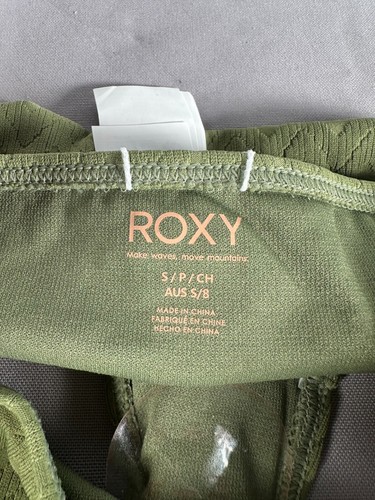 ROXY
Make waves, move mountains.
S / P / CH
AUS S/8
MADE IN CHINA
FABRIQUÉ EN CHINE
HECHO EN CHINA